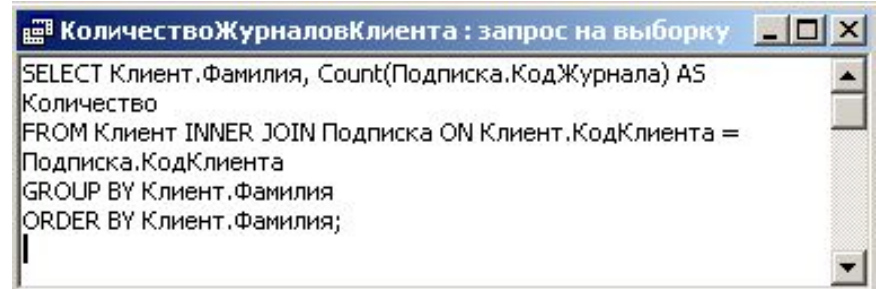 КоличествоЖурналовКлиента : запрос на выборку
SELECT Клиент.Фамилия, Count(Подписка.КодЖурнала) AS
Количество
FROM Клиент INNER JOIN Подписка ON Клиент.КодКлиента =
Подписка.КодКлиента
GROUP BY Клиент.Фамилия
ORDER BY Клиент.Фамилия;